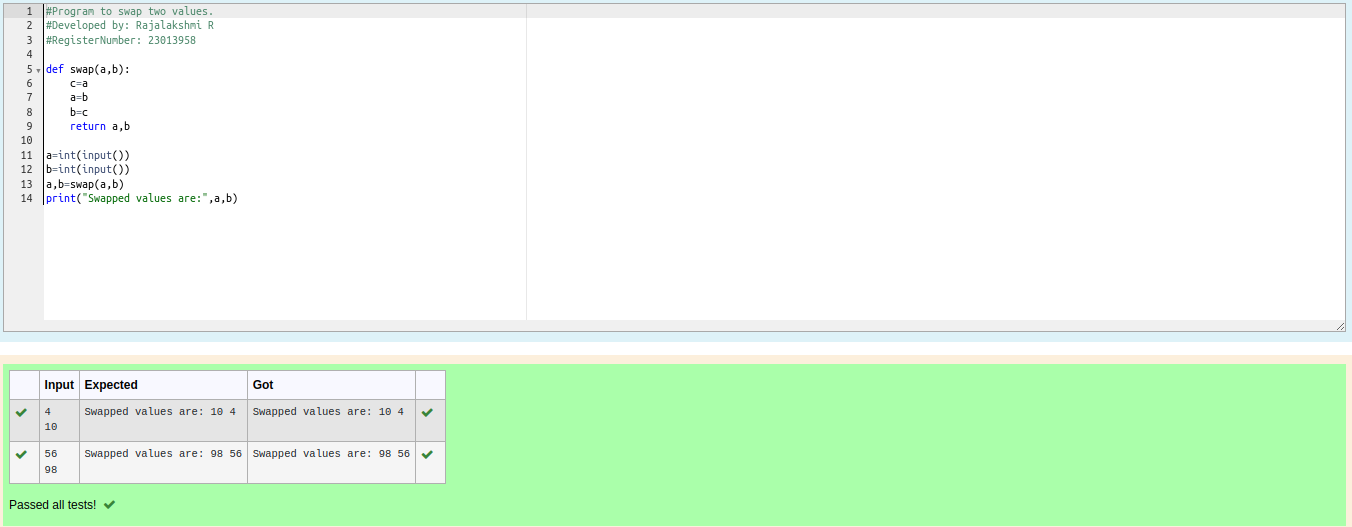 1 #Program to swap two values.
2 #Developed by: Rajalakshmi R
3 #RegisterNumber: 23013958
4
5 def swap(a,b):
6     c=a
7     a=b
8     b=c
9     return a,b
10
11 a=int(input())
12 b=int(input())
13 a,b=swap(a,b)
14 print("Swapped values are:",a,b)
Input Expected Got
4 Swapped values are: 10 4 Swapped values are: 10 4
10
56 Swapped values are: 98 56 Swapped values are: 98 56
98
Passed all tests!